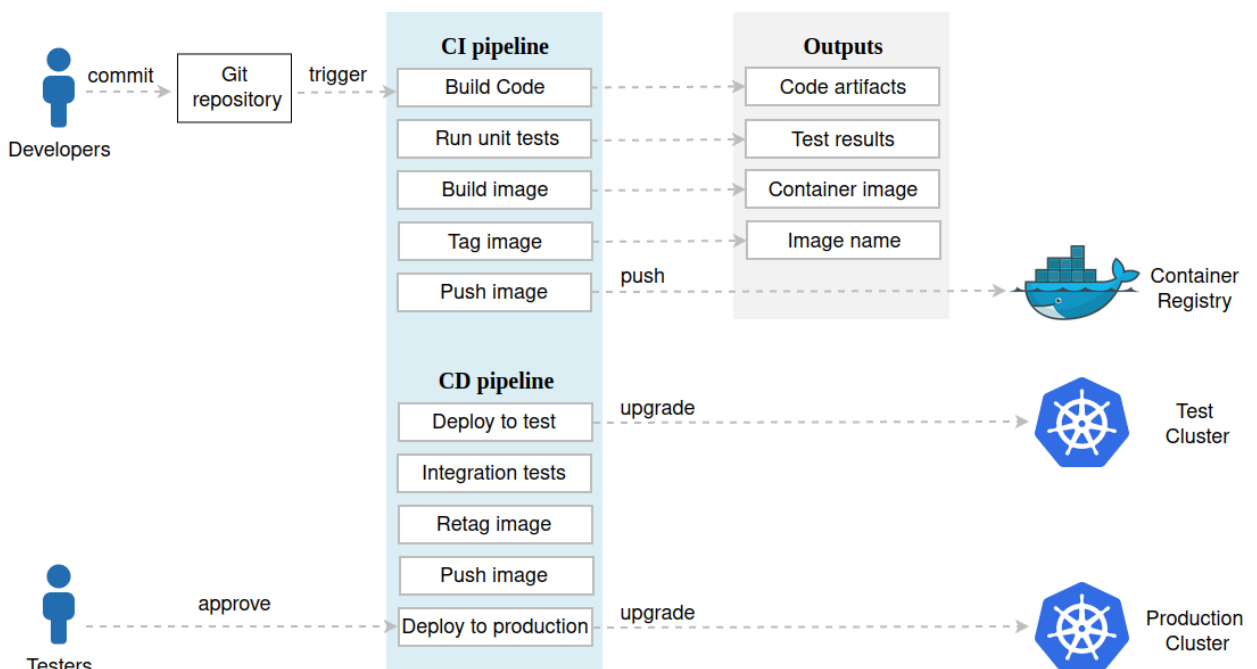 CI pipeline
Outputs
commit
Git
repository
trigger
Build Code
Code artifacts
Developers
Run unit tests
Test results
Build image
Container image
Tag image
Image name
Push image
push
Container
Registry
CD pipeline
Deploy to test
upgrade
Test
Cluster
Integration tests
Retag image
Push image
approve
Deploy to production
upgrade
Production
Cluster
Testers